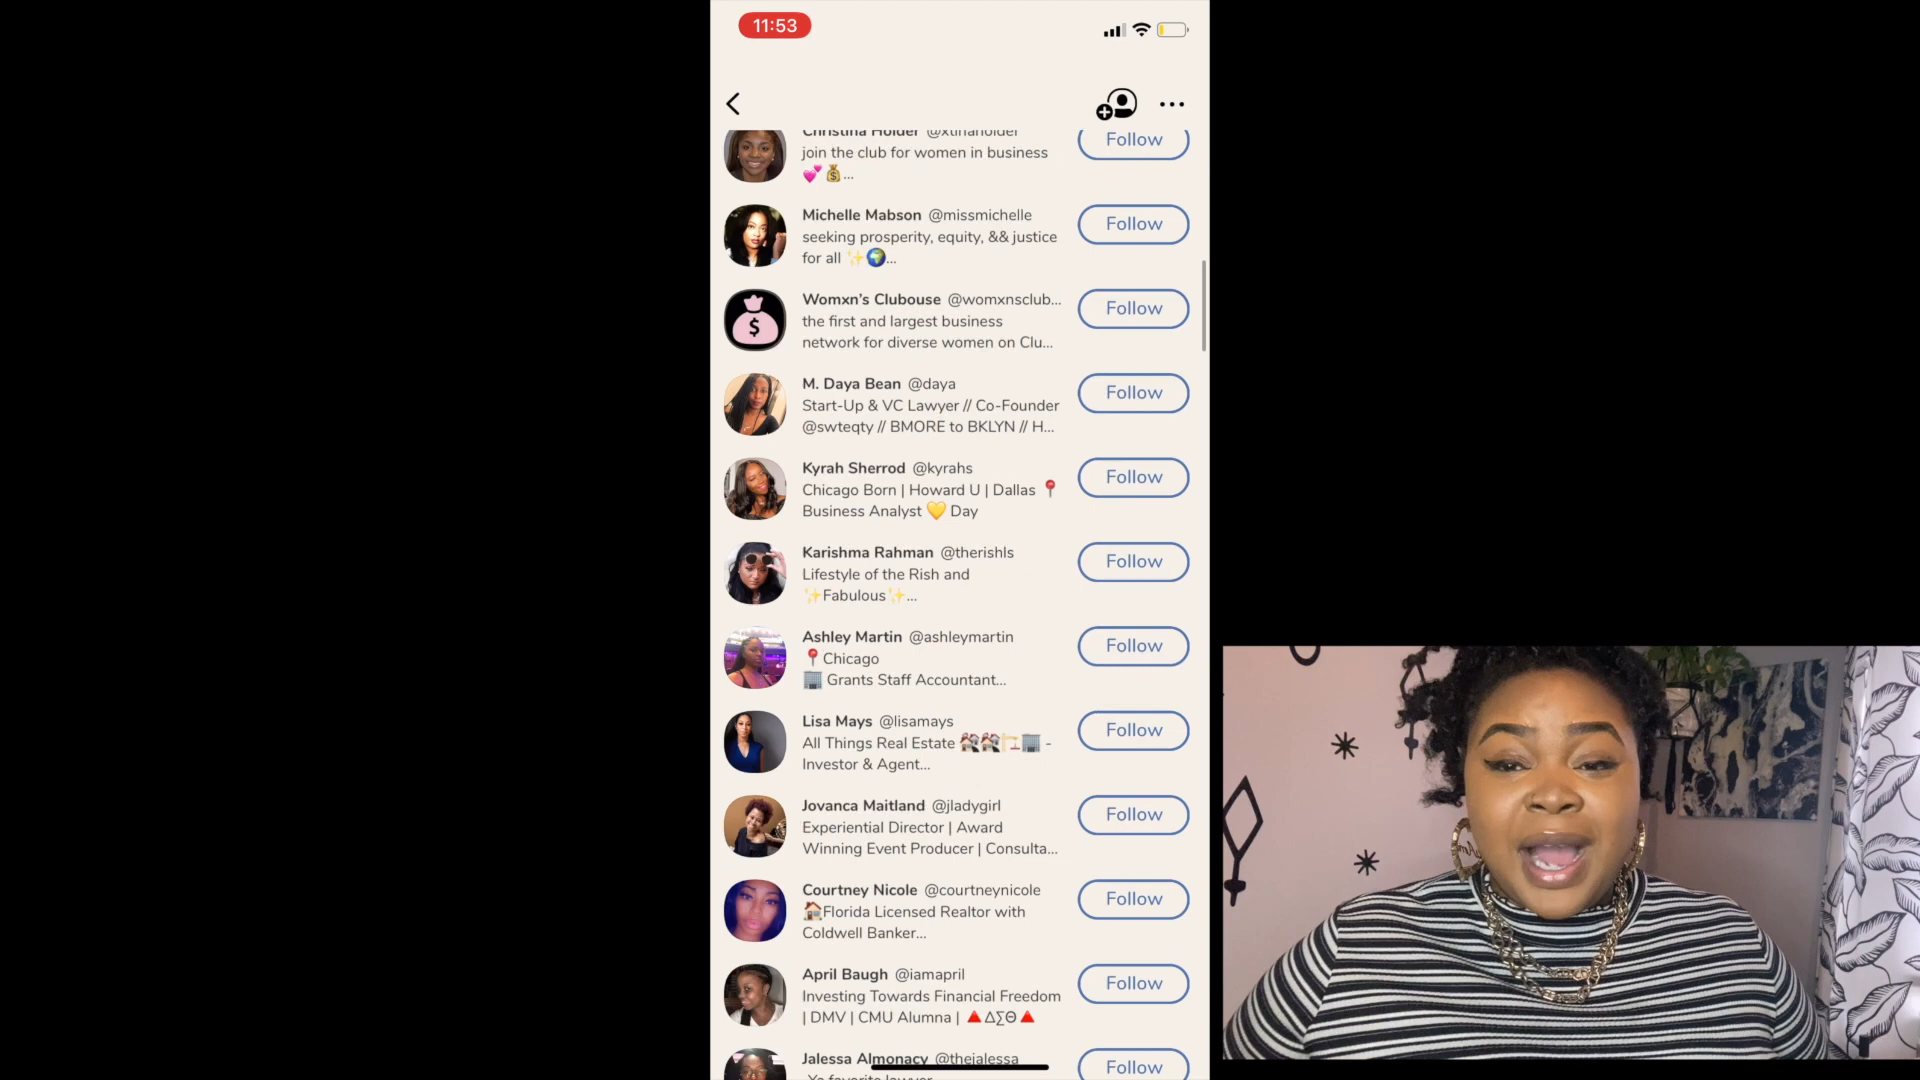 11:53
Christina Holder @xtinaholder
join the club for women in business
💕💰...
Follow
Michelle Mabson @missmichelle
seeking prosperity, equity, && justice
for all ✨🌍...
Follow
$
Womxn's Clubouse @womxnsclub...
the first and largest business
network for diverse women on Clu...
Follow
M. Daya Bean @daya
Start-Up & VC Lawyer // Co-Founder
@swteqty // BMORE to BKLYN // H...
Follow
Kyrah Sherrod @kyrahs
Chicago Born | Howard U | Dallas 📍
Business Analyst 💛 Day
Follow
Karishma Rahman @therishls
Lifestyle of the Rish and
✨Fabulous✨...
Follow
Ashley Martin @ashleymartin
📍Chicago
🏢 Grants Staff Accountant...
Follow
Lisa Mays @lisamays
All Things Real Estate 🏘🏘🏗🏢 -
Investor & Agent...
Follow
Jovanca Maitland @jladygirl
Experiential Director | Award
Winning Event Producer | Consulta...
Follow
Courtney Nicole @courtneynicole
🏠Florida Licensed Realtor with
Coldwell Banker...
Follow
April Baugh @iamapril
Investing Towards Financial Freedom
| DMV | CMU Alumna | 🔺Δ∑Θ🔺
Follow
Jalessa Almonacy @thejalessa
Ya favorite lawyer
Follow